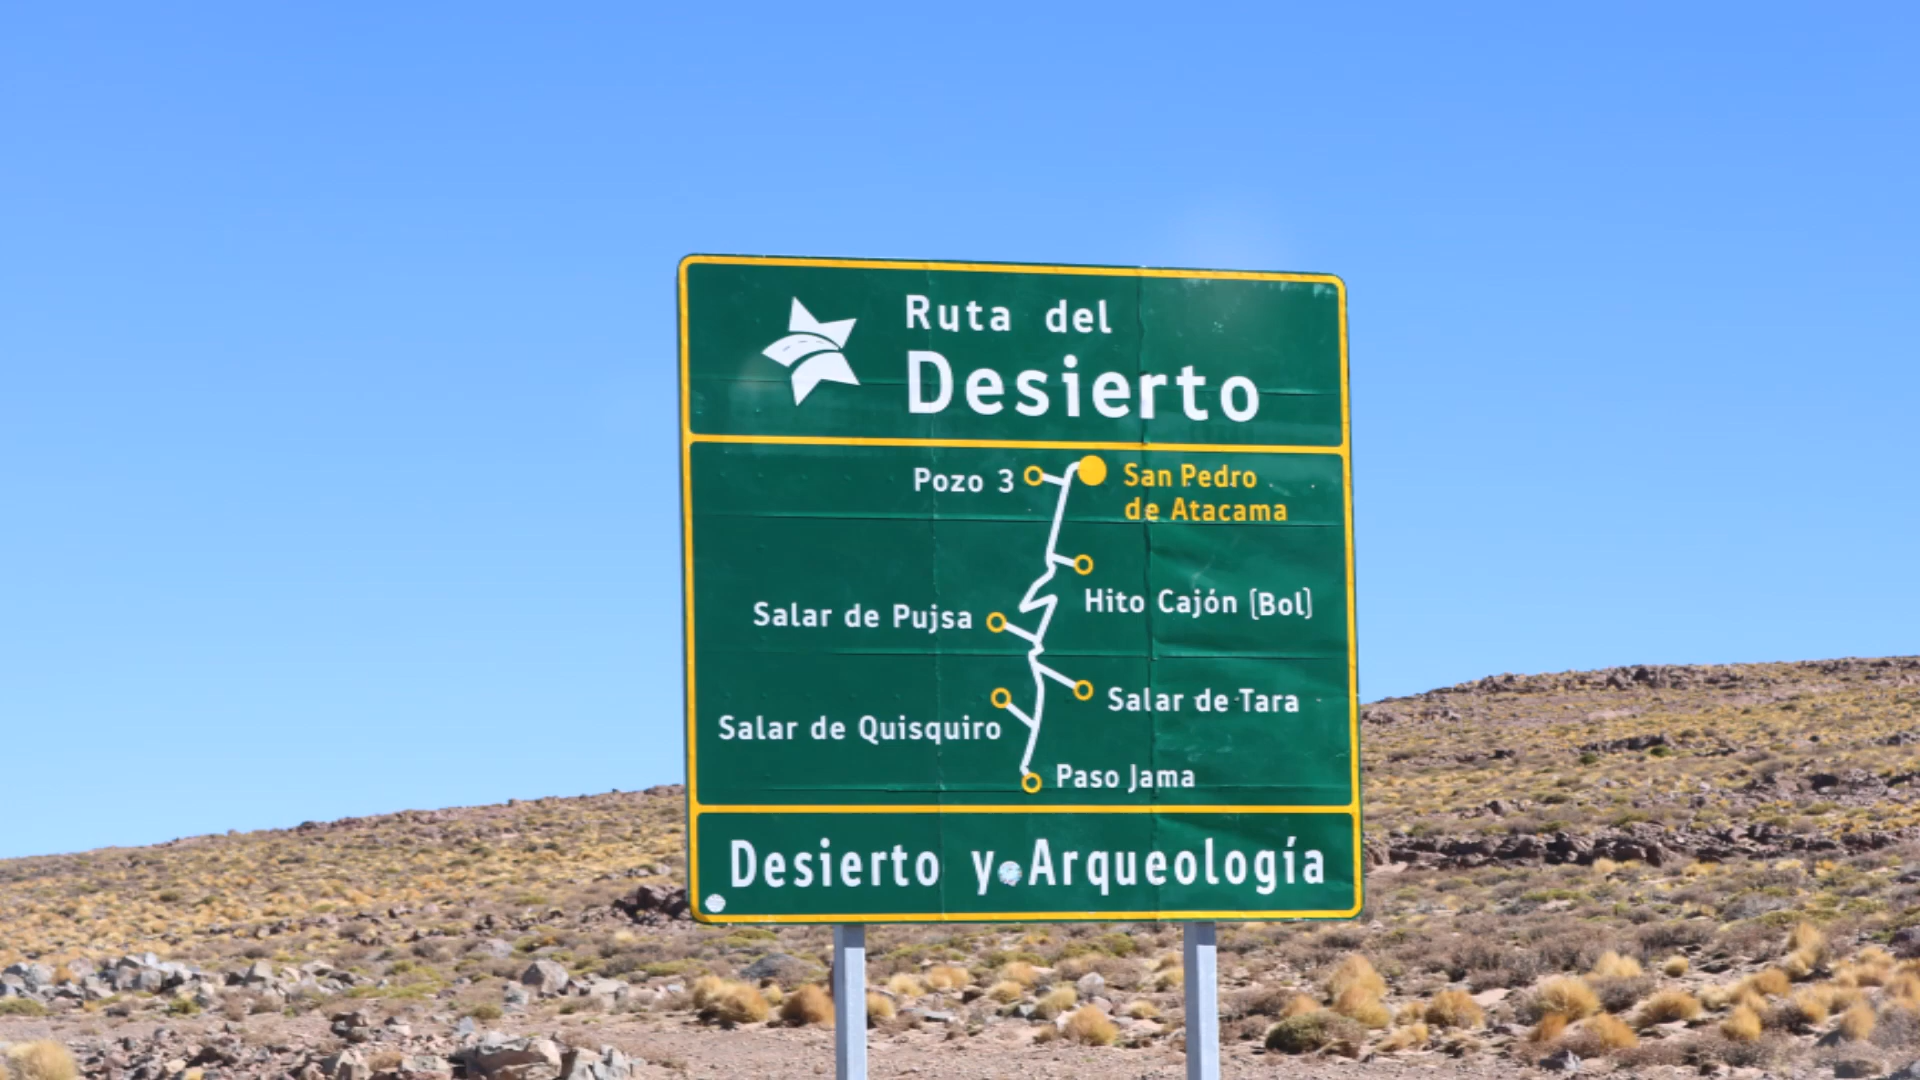 Ruta del
Desierto
Pozo 3
San Pedro
de Atacama
Hito Cajón (Bol)
Salar de Pujsa
Salar de Tara
Salar de Quisquiro
Paso Jama
Desierto y Arqueología